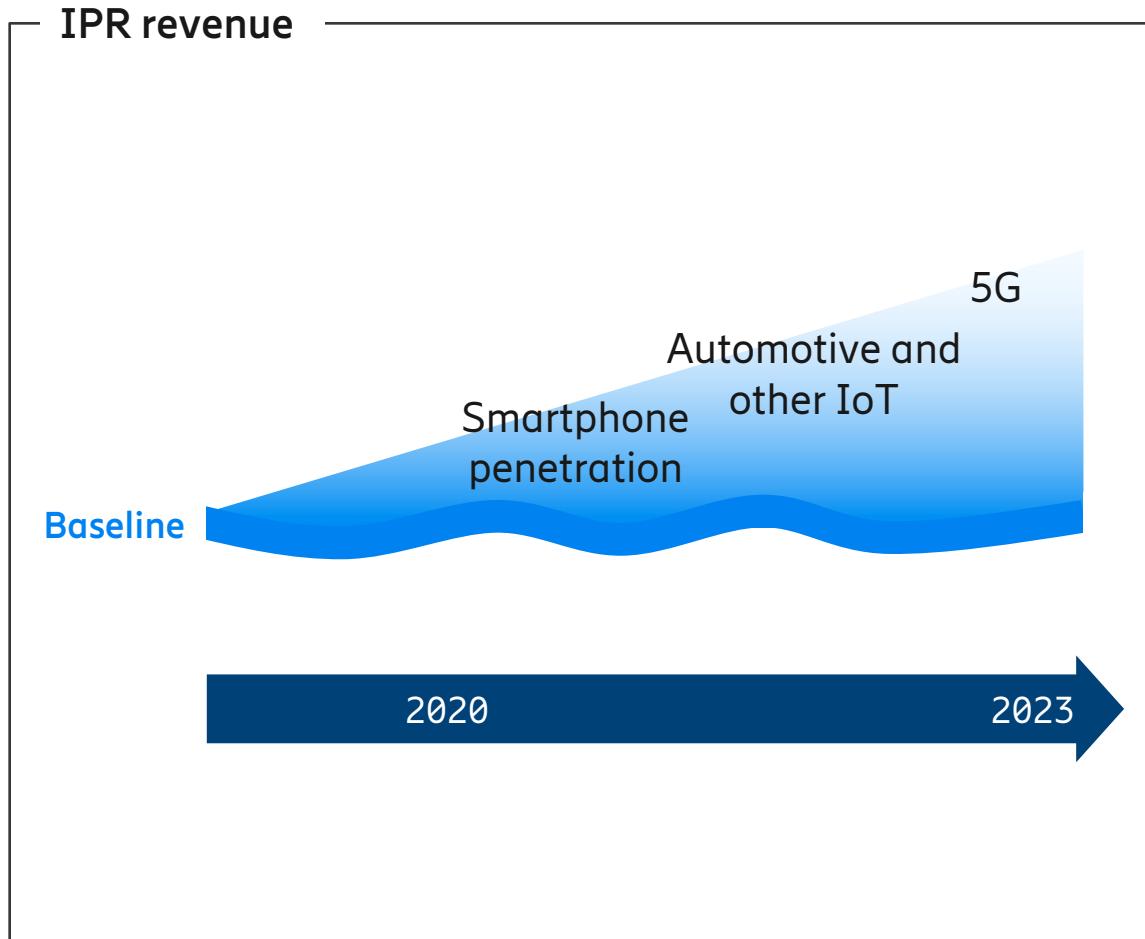 IPR revenue
5G
Automotive and
other IoT
Smartphone
penetration
Baseline
2020
2023